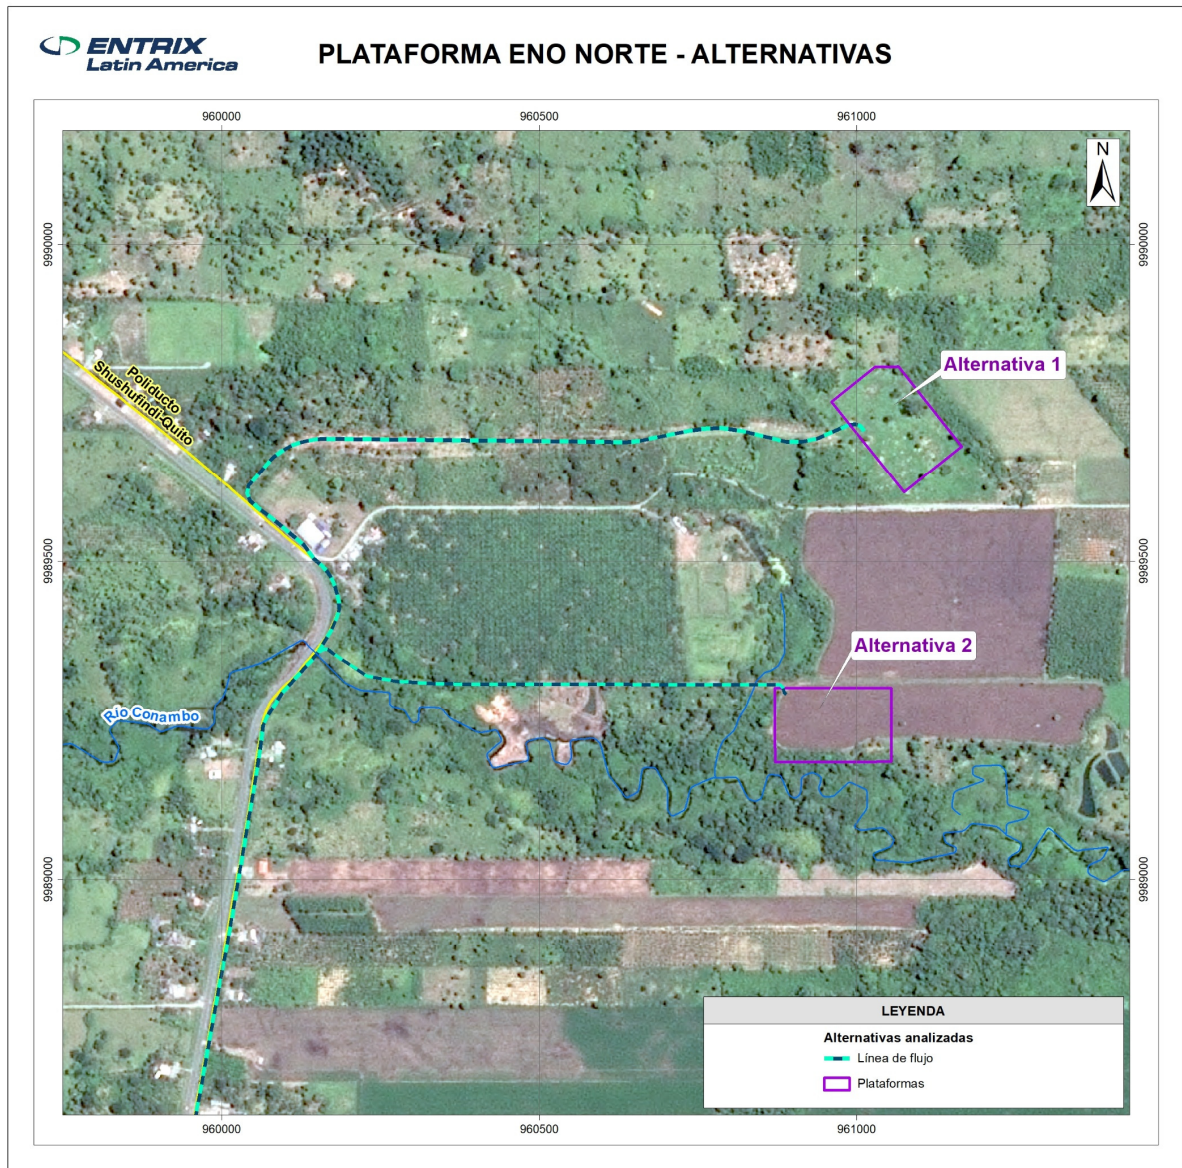 ENTRIX
Latin America
PLATAFORMA ENO NORTE - ALTERNATIVAS
960000
960500
961000
N
9990000
9990000
Alternativa 1
Poliducto
Shushufindi-Quito
9989500
9989500
Alternativa 2
Río Conambo
9989000
9989000
LEYENDA
Alternativas analizadas
Línea de flujo
Plataformas
960000
960500
961000